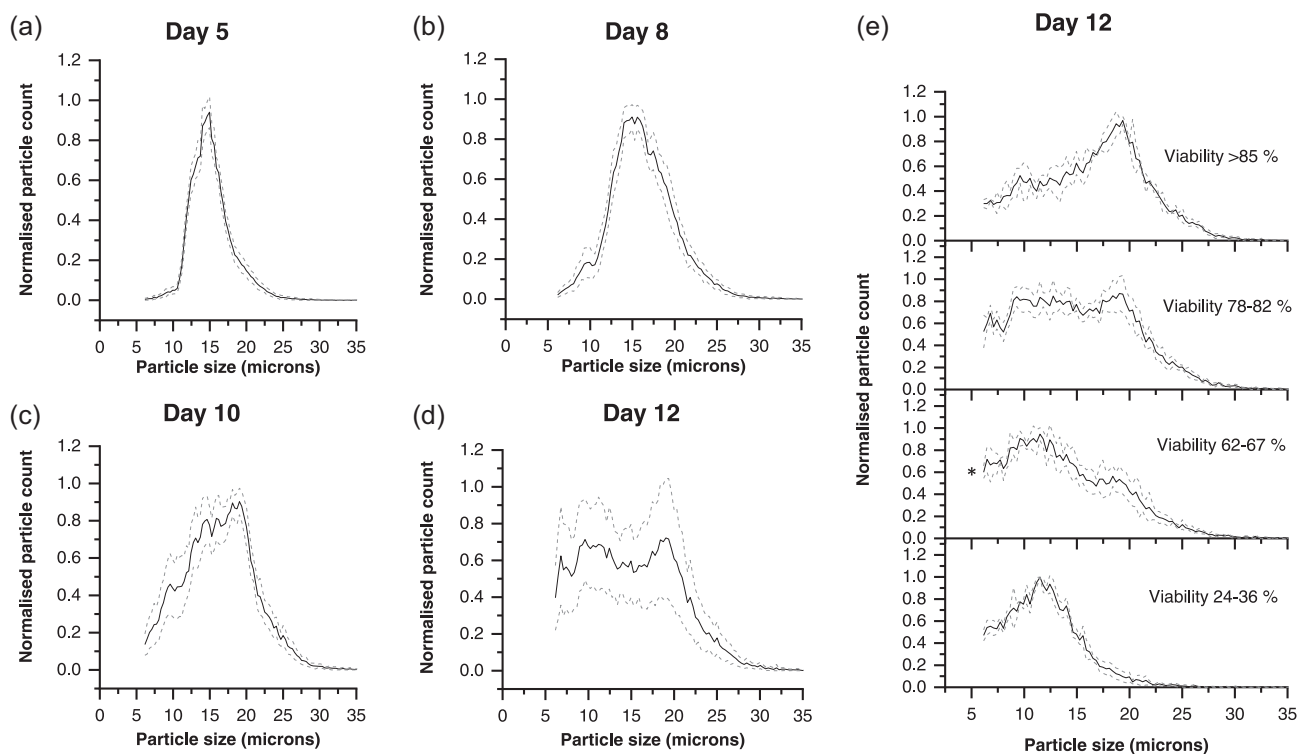 (a)
Day 5
1.2
1.0
0.8
0.6
0.4
0.2
0.0
Normalised particle count
0 5 10 15 20 25 30 35
Particle size (microns)
(b)
Day 8
1.2
1.0
0.8
0.6
0.4
0.2
0.0
Normalised particle count
0 5 10 15 20 25 30 35
Particle size (microns)
(c)
Day 10
1.2
1.0
0.8
0.6
0.4
0.2
0.0
Normalised particle count
0 5 10 15 20 25 30 35
Particle size (microns)
(d)
Day 12
1.2
1.0
0.8
0.6
0.4
0.2
0.0
Normalised particle count
0 5 10 15 20 25 30 35
Particle size (microns)
(e)
Day 12
Normalised particle count
1.2
1.0
0.8
0.6
0.4
0.2
0.0
Viability >85 %
1.2
1.0
0.8
0.6
0.4
0.2
0.0
Viability 78-82 %
1.2
1.0
0.8
0.6
0.4
0.2
0.0
*
Viability 62-67 %
1.2
1.0
0.8
0.6
0.4
0.2
0.0
Viability 24-36 %
5 10 15 20 25 30 35
Particle size (microns)